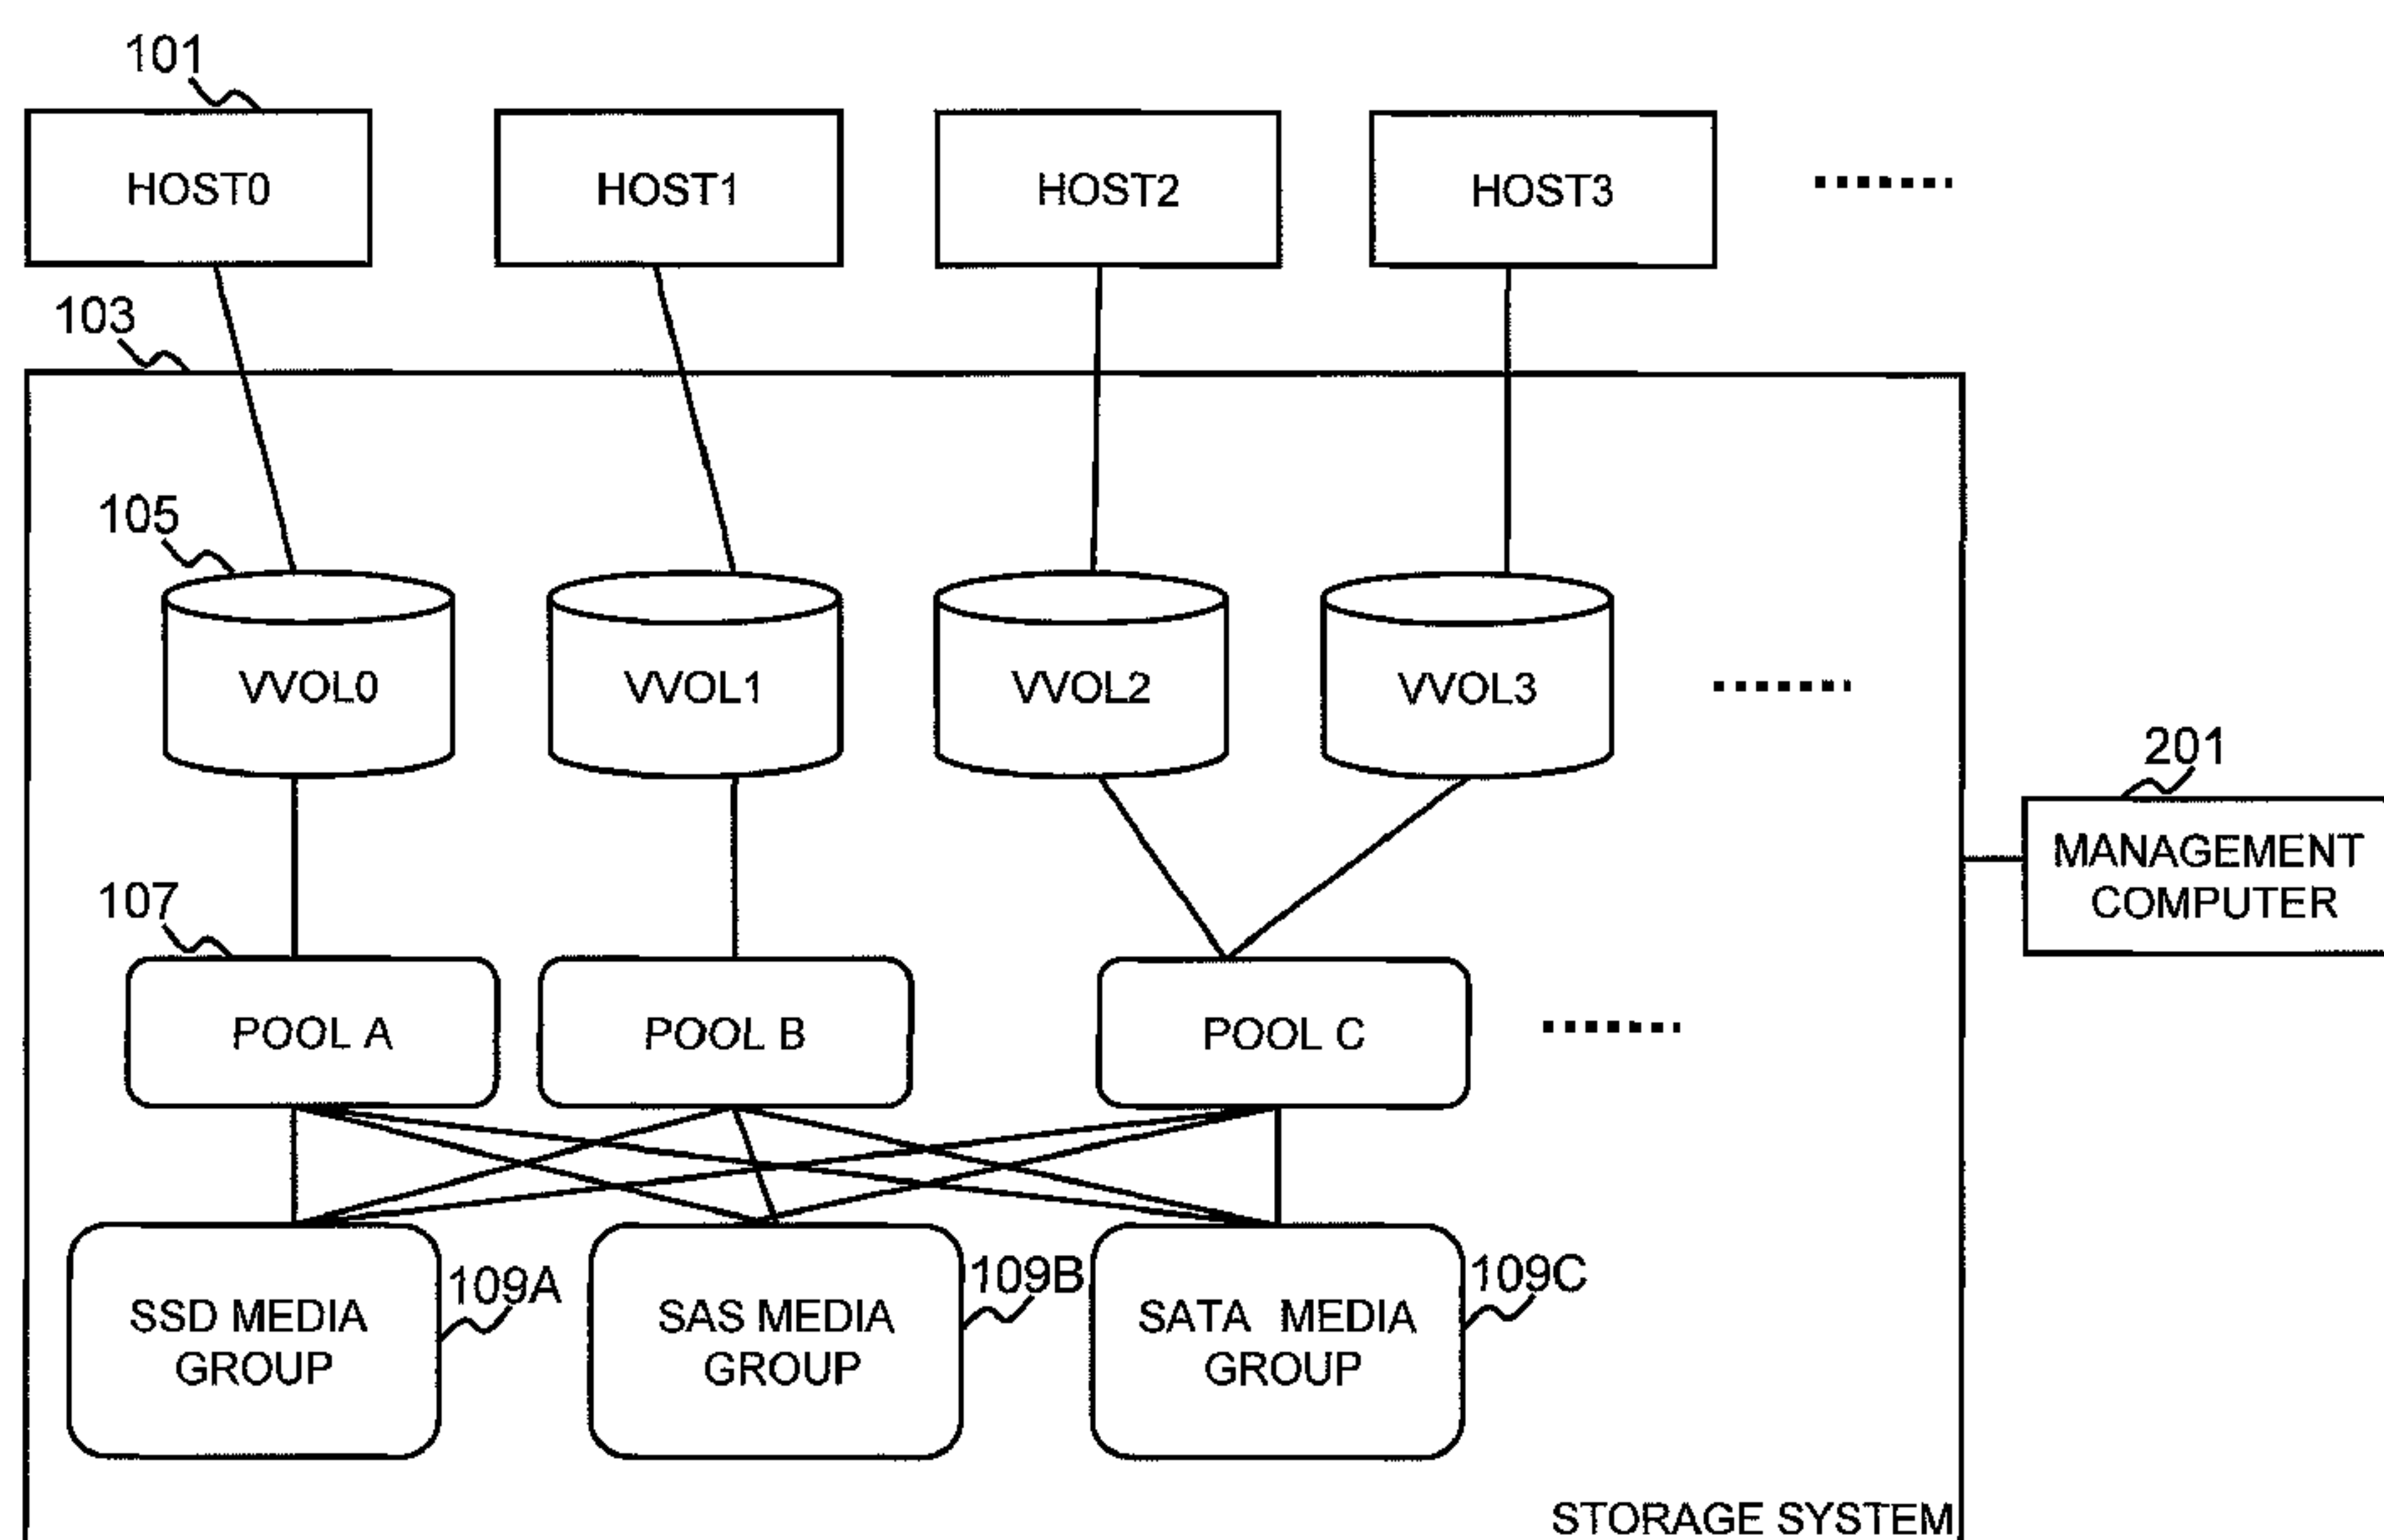 101
HOST0
HOST1
HOST2
HOST3
103
105
VVOL0
VVOL1
VVOL2
VVOL3
201
MANAGEMENT
COMPUTER
107
POOL A
POOL B
POOL C
109A
109B
109C
SSD MEDIA
GROUP
SAS MEDIA
GROUP
SATA MEDIA
GROUP
STORAGE SYSTEM